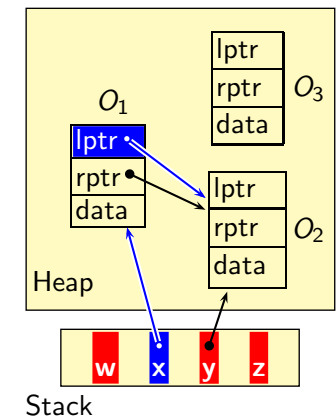 lptr
rptr
data
O3
O1
lptr
rptr
data
lptr
rptr
data
O2
Heap
w x y z
Stack